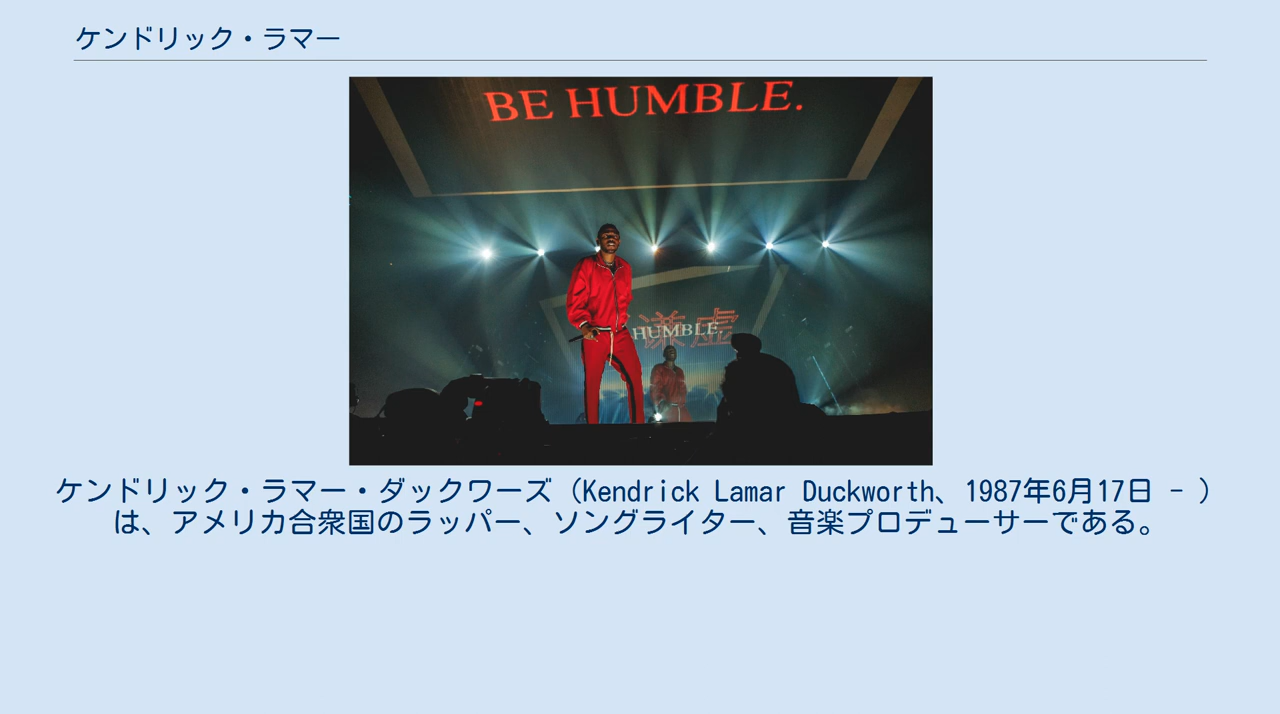 ケンドリック・ラマー
BE HUMBLE.
謙虚
HUMBLE.
ケンドリック・ラマー・ダックワーズ（Kendrick Lamar Duckworth、1987年6月17日 - ）
は、アメリカ合衆国のラッパー、ソングライター、音楽プロデューサーである。